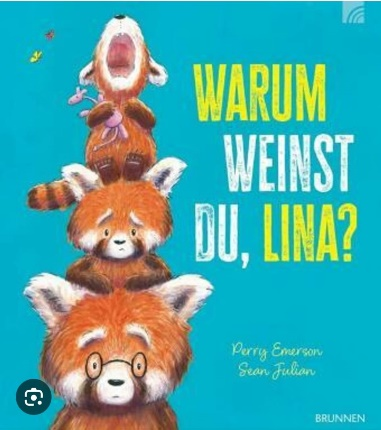 WARUM
WEINST
DU, LINA?
Perry Emerson
Sean Julian
BRUNNEN